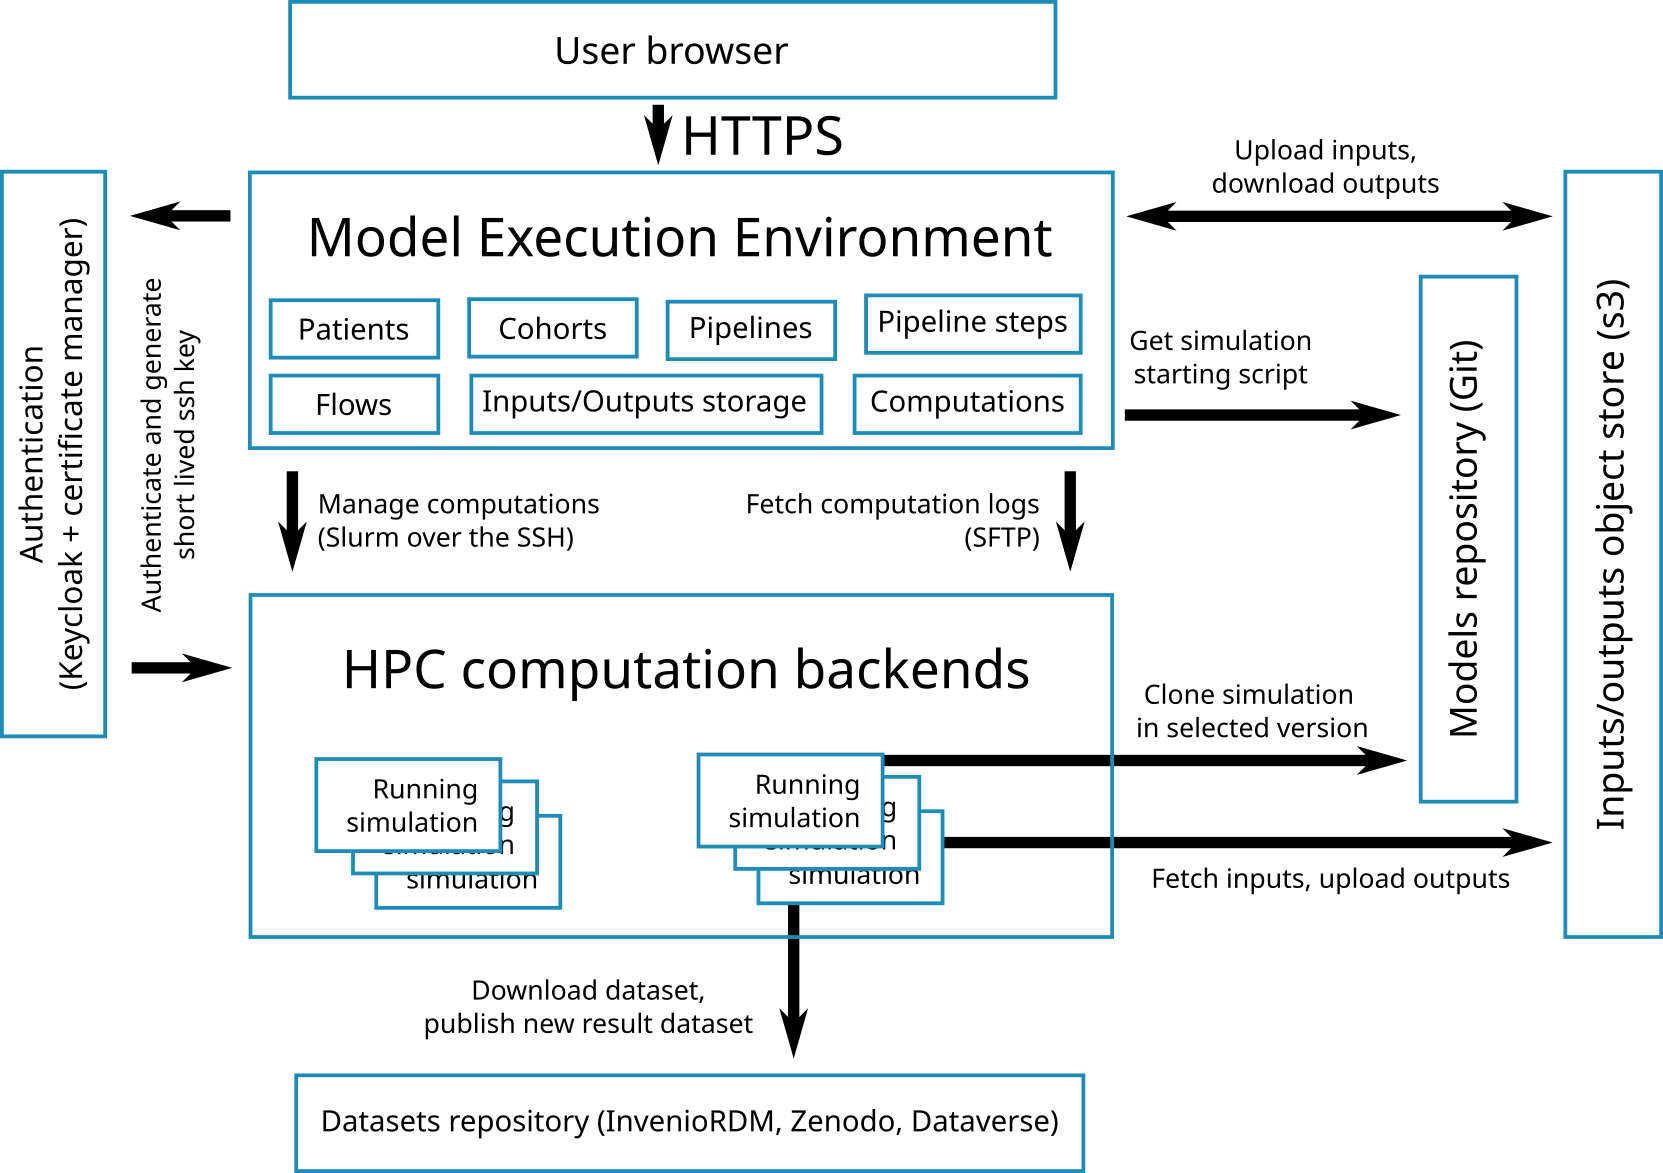 User browser
HTTPS
Upload inputs,
download outputs
Model Execution Environment
Patients
Cohorts
Pipelines
Pipeline steps
Flows
Inputs/Outputs storage
Computations
Authentication
(Keycloak + certificate manager)
Authenticate and generate
short lived ssh key
Get simulation
starting script
Models repository (Git)
Inputs/outputs object store (s3)
Manage computations
(Slurm over the SSH)
Fetch computation logs
(SFTP)
HPC computation backends
Clone simulation
in selected version
Running
simulation
simulation
simulation
Running
simulation
simulation
simulation
Fetch inputs, upload outputs
Download dataset,
publish new result dataset
Datasets repository (InvenioRDM, Zenodo, Dataverse)